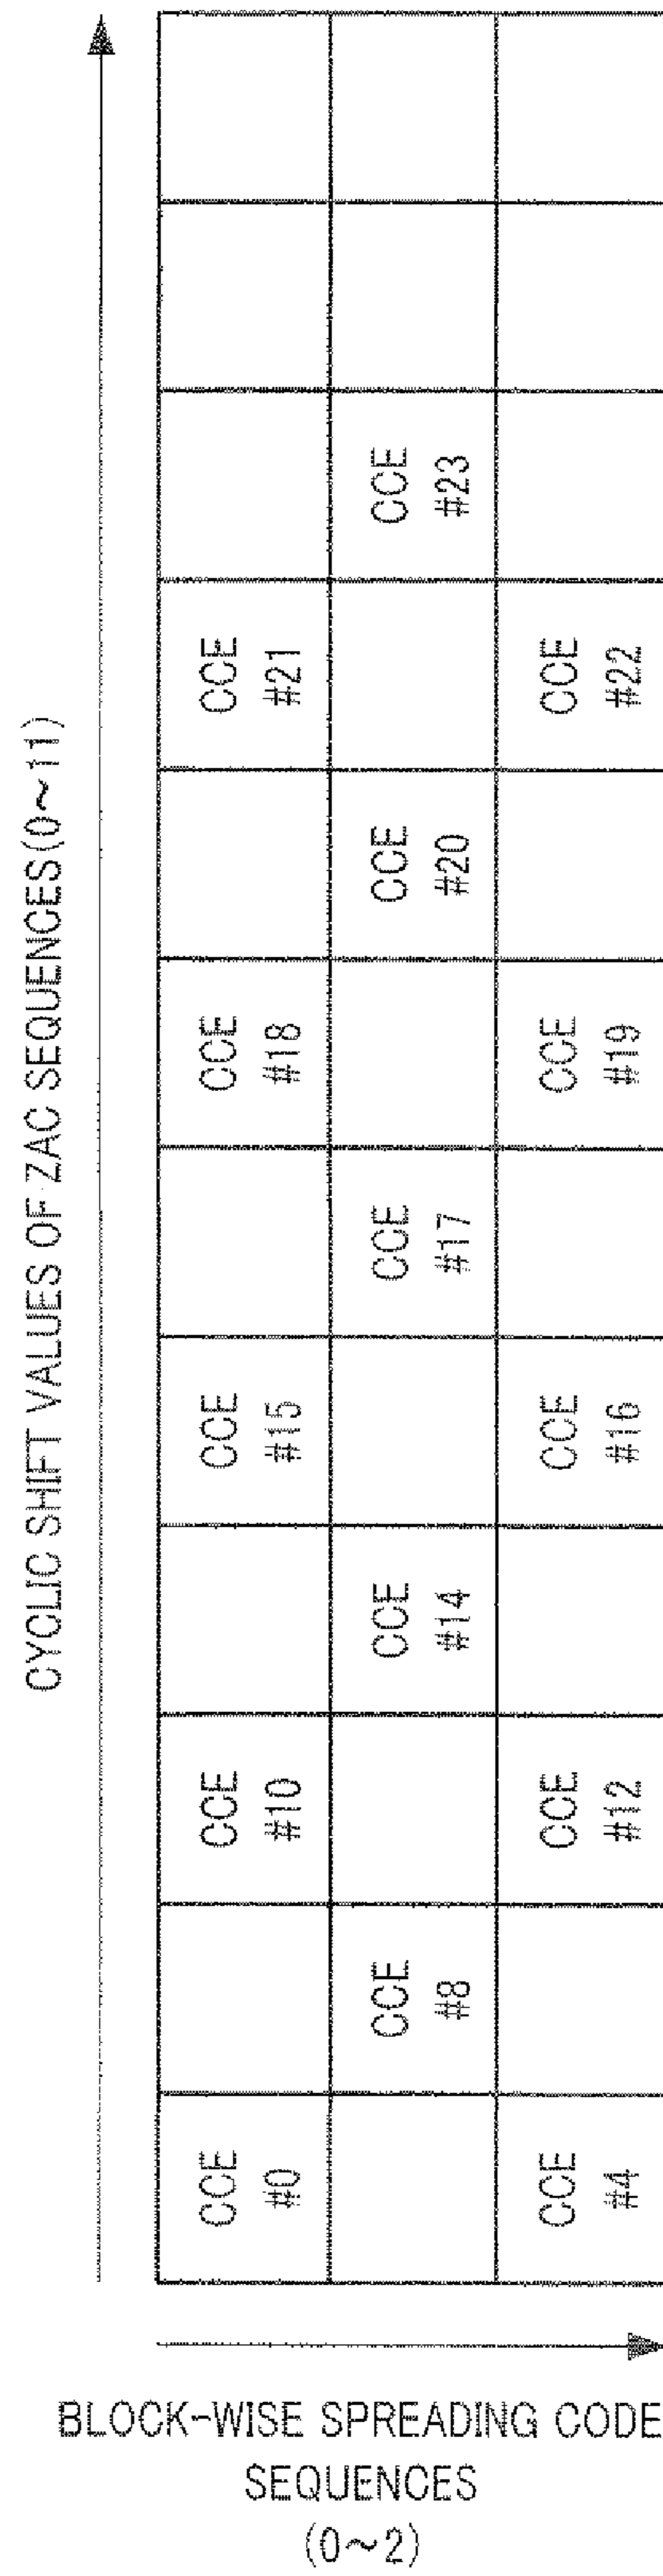 CYCLIC SHIFT VALUES OF ZAC SEQUENCES(0~11)
CCE
#23
CCE
#21
CCE
#22
CCE
#20
CCE
#18
CCE
#19
CCE
#17
CCE
#15
CCE
#16
CCE
#14
CCE
#10
CCE
#12
CCE
#8
CCE
#0
CCE
#4
BLOCK-WISE SPREADING CODE
SEQUENCES
(0~2)